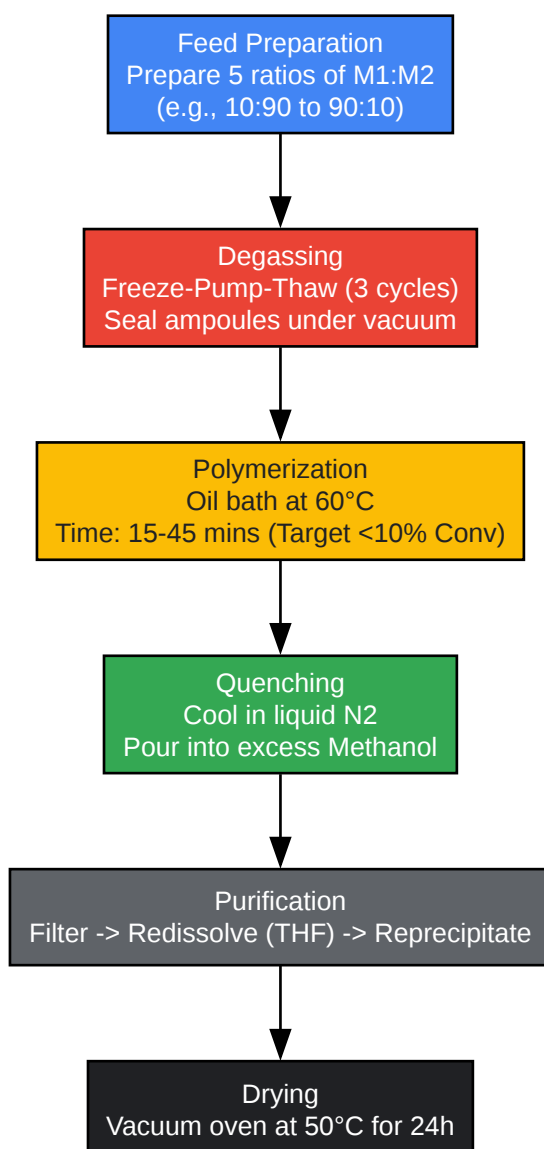 Feed Preparation
Prepare 5 ratios of M1:M2
(e.g., 10:90 to 90:10)
Degassing
Freeze-Pump-Thaw (3 cycles)
Seal ampoules under vacuum
Polymerization
Oil bath at 60°C
Time: 15-45 mins (Target <10% Conv)
Quenching
Cool in liquid N2
Pour into excess Methanol
Purification
Filter -> Redissolve (THF) -> Reprecipitate
Drying
Vacuum oven at 50°C for 24h